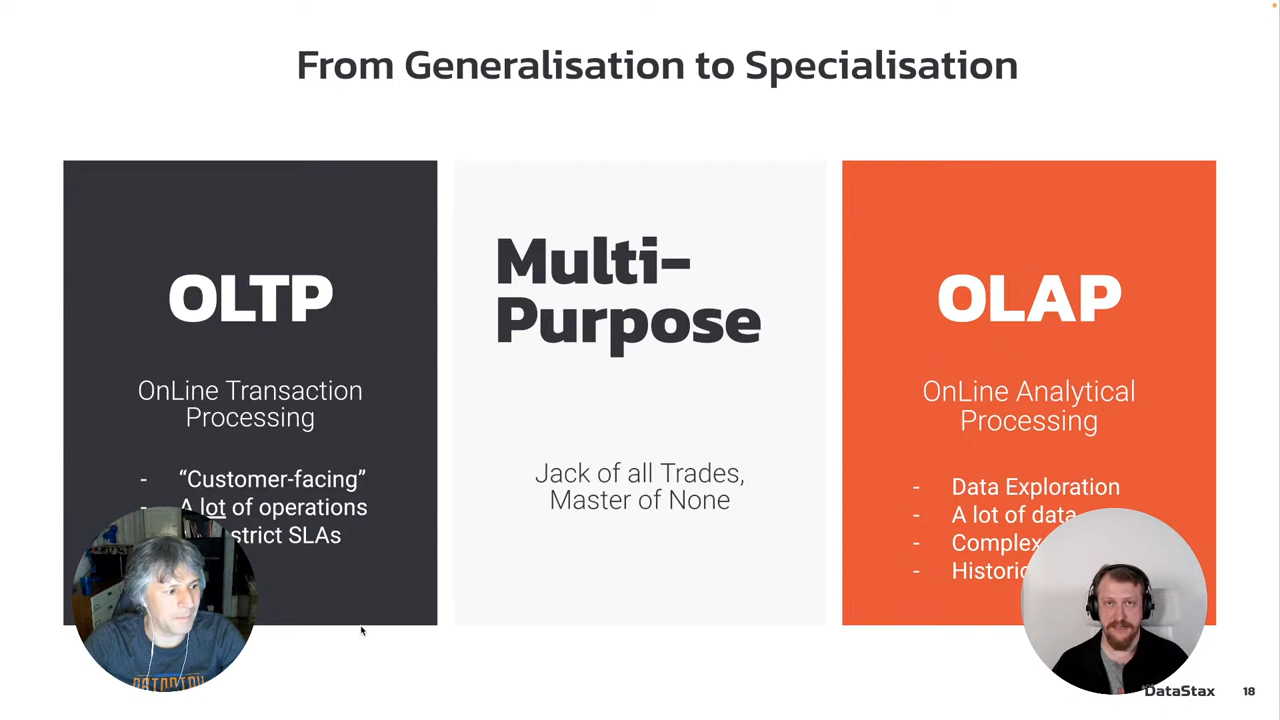 From Generalisation to Specialisation
OLTP
OnLine Transaction
Processing
- “Customer-facing”
- A lot of operations
strict SLAs
Multi-
Purpose
Jack of all Trades,
Master of None
OLAP
OnLine Analytical
Processing
- Data Exploration
- A lot of data
- Complex
-
DataStax
18